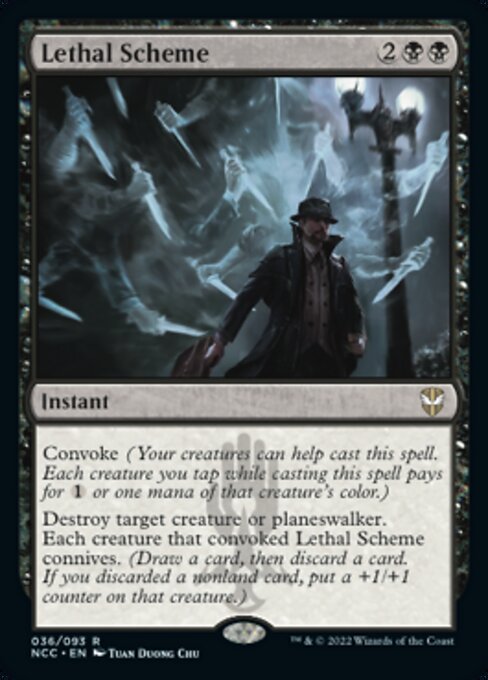 Lethal Scheme 2
Instant
Convoke (Your creatures can help cast this spell.
Each creature you tap while casting this spell pays
for 1 or one mana of that creature's color.)
Destroy target creature or planeswalker.
Each creature that convoked Lethal Scheme
connives. (Draw a card, then discard a card.
If you discarded a nonland card, put a +1/+1
counter on that creature.)
036/093 R
NCC • EN Tuan Duong Chu
™ & © 2022 Wizards of the Coast